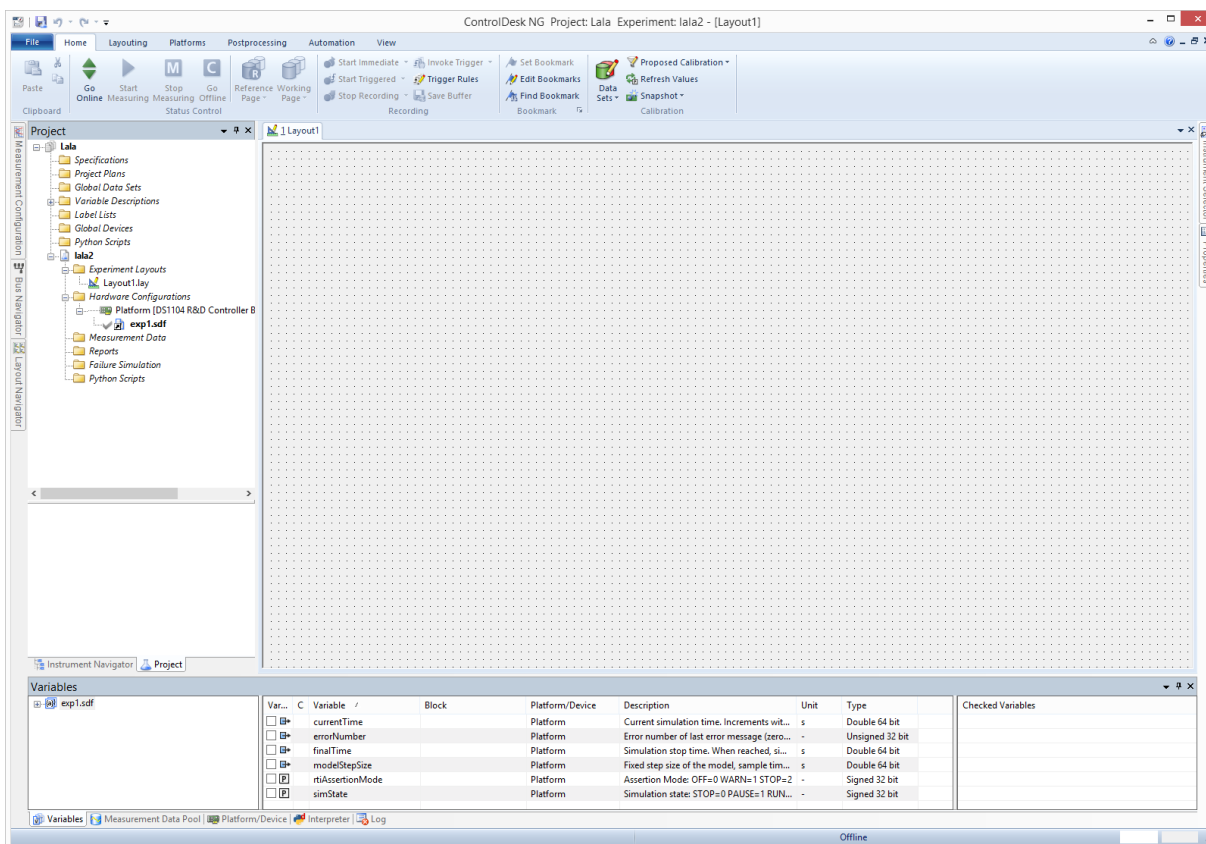 ControlDesk NG Project: Lala Experiment: lala2 - [Layout1]
File Home Layouting Platforms Postprocessing Automation View
Paste
Clipboard
Go Online
Start Measuring
Stop Measuring
Go Offline
Status Control
Reference Page
Working Page
Start Immediate Invoke Trigger
Start Triggered Trigger Rules
Stop Recording Save Buffer
Recording
Set Bookmark
Edit Bookmarks
Find Bookmark
Bookmark
Data Sets
Proposed Calibration
Refresh Values
Snapshot
Calibration
Measurement Configuration
Bus Navigator
Layout Navigator
Project
Lala
Specifications
Project Plans
Global Data Sets
Variable Descriptions
Label Lists
Global Devices
Python Scripts
lala2
Experiment Layouts
Layout1.lay
Hardware Configurations
Platform [DS1104 R&D Controller B
exp1.sdf
Measurement Data
Reports
Failure Simulation
Python Scripts
Instrument Navigator Project
1 Layout1
Properties
Variables
exp1.sdf
Var... C Variable Block Platform/Device Description Unit Type
currentTime Platform Current simulation time. Increments wit... s Double 64 bit
errorNumber Platform Error number of last error message (zero... - Unsigned 32 bit
finalTime Platform Simulation stop time. When reached, si... s Double 64 bit
modelStepSize Platform Fixed step size of the model, sample tim... s Double 64 bit
P rtiAssertionMode Platform Assertion Mode: OFF=0 WARN=1 STOP=2 - Signed 32 bit
P simState Platform Simulation state: STOP=0 PAUSE=1 RUN... - Signed 32 bit
Checked Variables
Variables Measurement Data Pool Platform/Device Interpreter Log
Offline